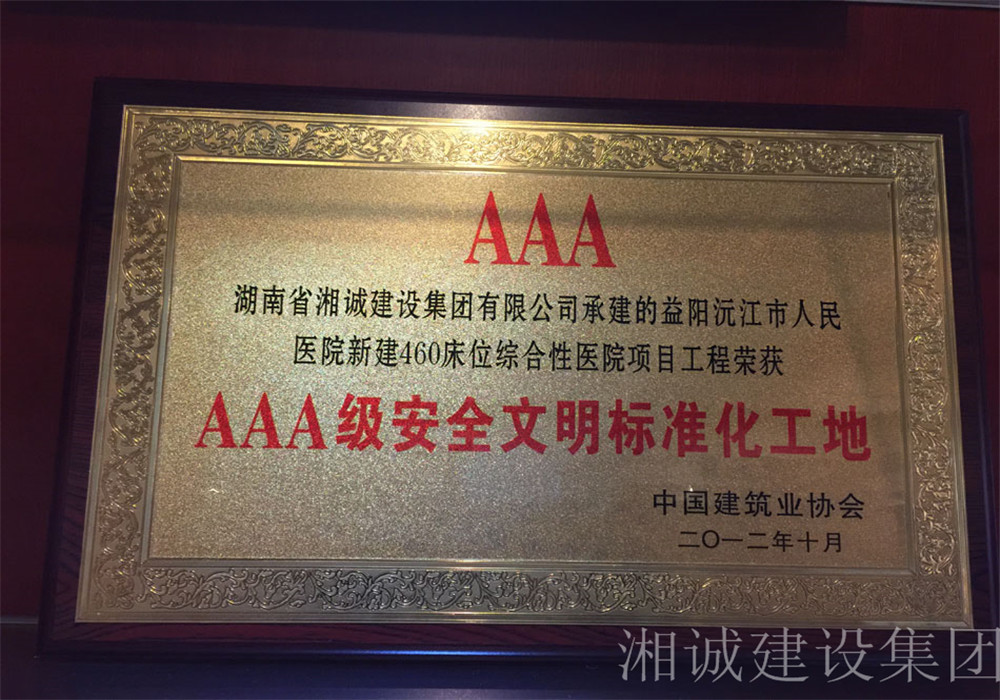 AAA
湖南省湘诚建设集团有限公司承建的益阳沅江市人民
医院新建460床位综合性医院项目工程荣获
AAA级安全文明标准化工地
中国建筑业协会
二〇一二年十月
湘诚建设集团